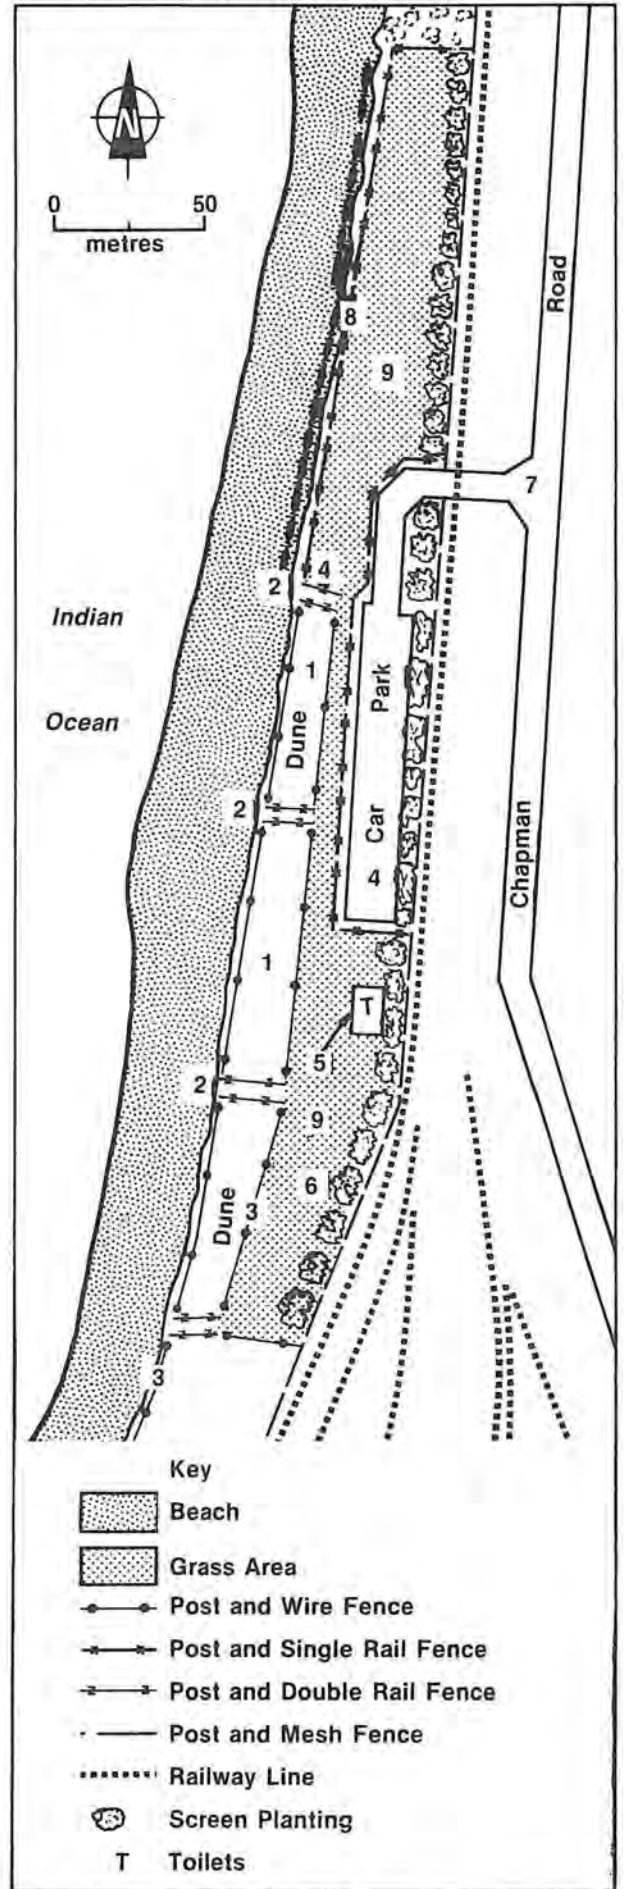 N
0 50
metres
8
Road
9
7
4
2
Indian
1
Park
Ocean
Dune
2
Car
4
Chapman
1
T
5
2
9
6
3
Dune
3
Key
Beach
Grass Area
Post and Wire Fence
Post and Single Rail Fence
Post and Double Rail Fence
Post and Mesh Fence
Railway Line
Screen Planting
T Toilets